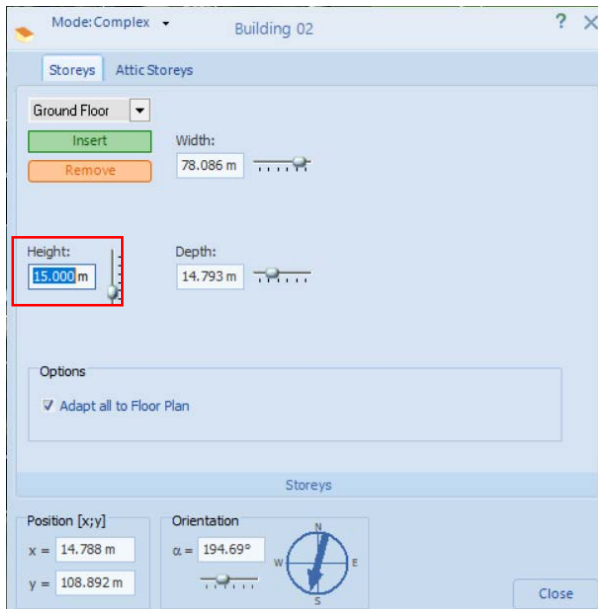 Mode:Complex
Building 02
?
Storeys Attic Storeys
Ground Floor
Insert
Remove
Width:
78.086 m
Height:
15.000 m
Depth:
14.793 m
Options
Adapt all to Floor Plan
Storeys
Position [x;y]
x = 14.788 m
y = 108.892 m
Orientation
α = 194.69°
N
W
E
S
Close